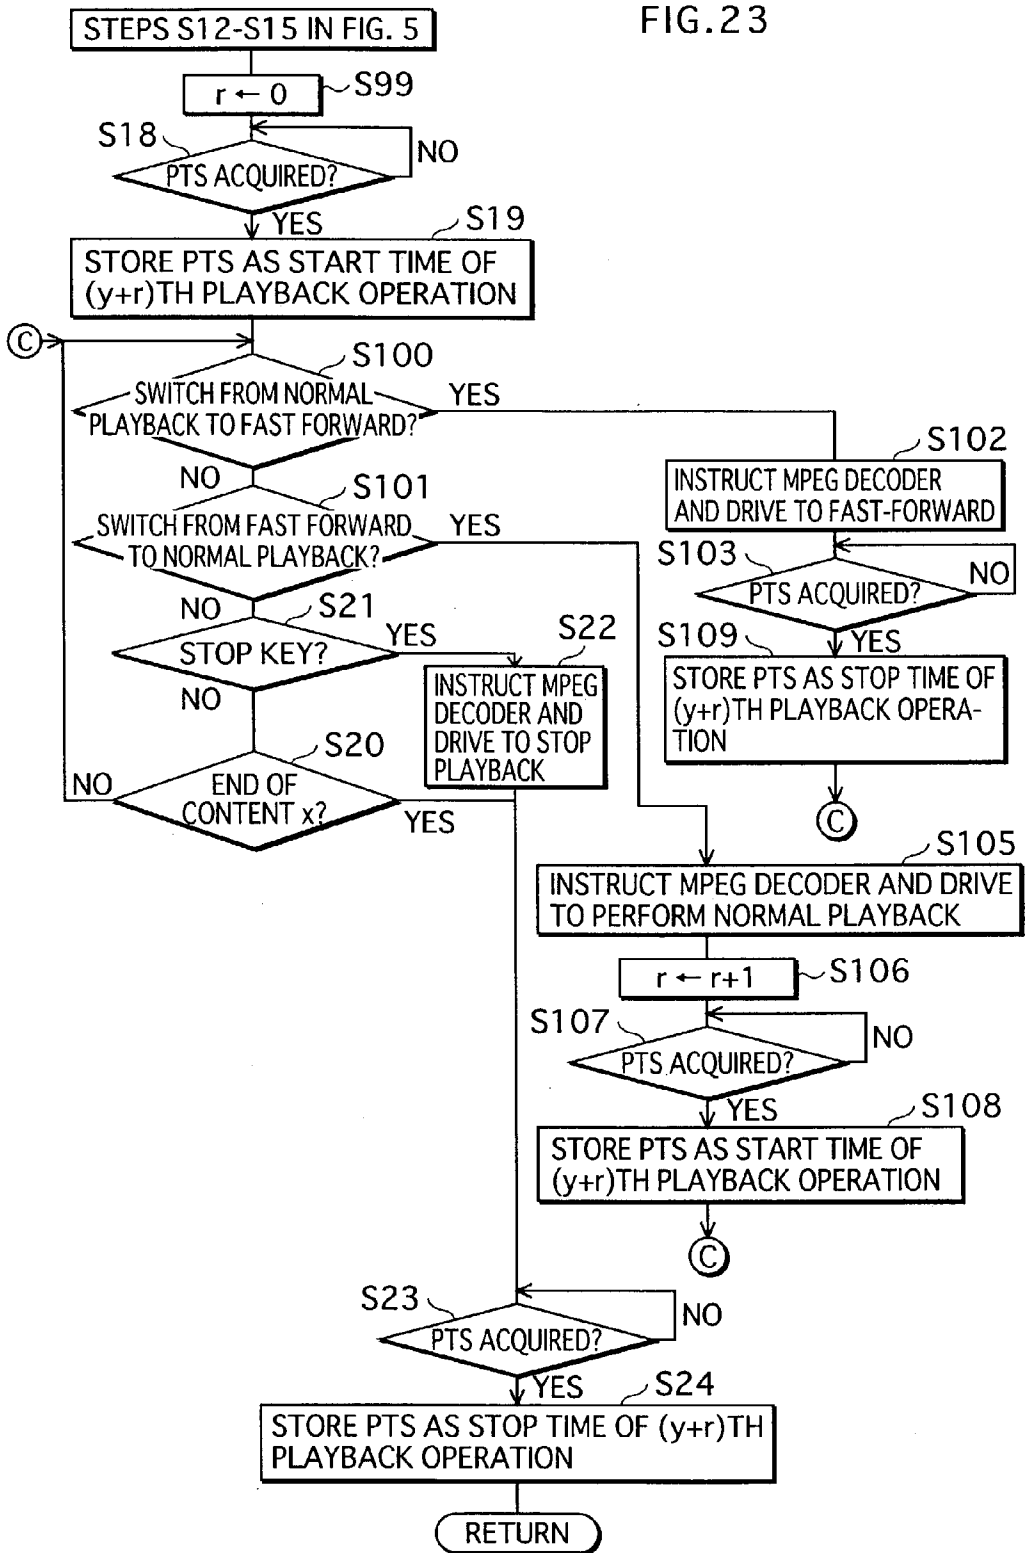 FIG.23
STEPS S12-S15 IN FIG. 5
S99
r ← 0
S18
NO
PTS ACQUIRED?
YES
S19
STORE PTS AS START TIME OF
(y+r)TH PLAYBACK OPERATION
C
S100
SWITCH FROM NORMAL
PLAYBACK TO FAST FORWARD?
YES
NO
S102
INSTRUCT MPEG DECODER
AND DRIVE TO FAST-FORWARD
S101
SWITCH FROM FAST FORWARD
TO NORMAL PLAYBACK?
YES
NO
S103
NO
PTS ACQUIRED?
YES
S109
STORE PTS AS STOP TIME OF
(y+r)TH PLAYBACK OPERA-
TION
C
S21
STOP KEY?
YES
NO
S22
INSTRUCT MPEG
DECODER AND
DRIVE TO STOP
PLAYBACK
S20
NO
END OF
CONTENT x?
YES
S105
INSTRUCT MPEG DECODER AND DRIVE
TO PERFORM NORMAL PLAYBACK
r ← r+1
S106
S107
NO
PTS ACQUIRED?
YES
S108
STORE PTS AS START TIME OF
(y+r)TH PLAYBACK OPERATION
C
S23
NO
PTS ACQUIRED?
YES
S24
STORE PTS AS STOP TIME OF (y+r)TH
PLAYBACK OPERATION
RETURN